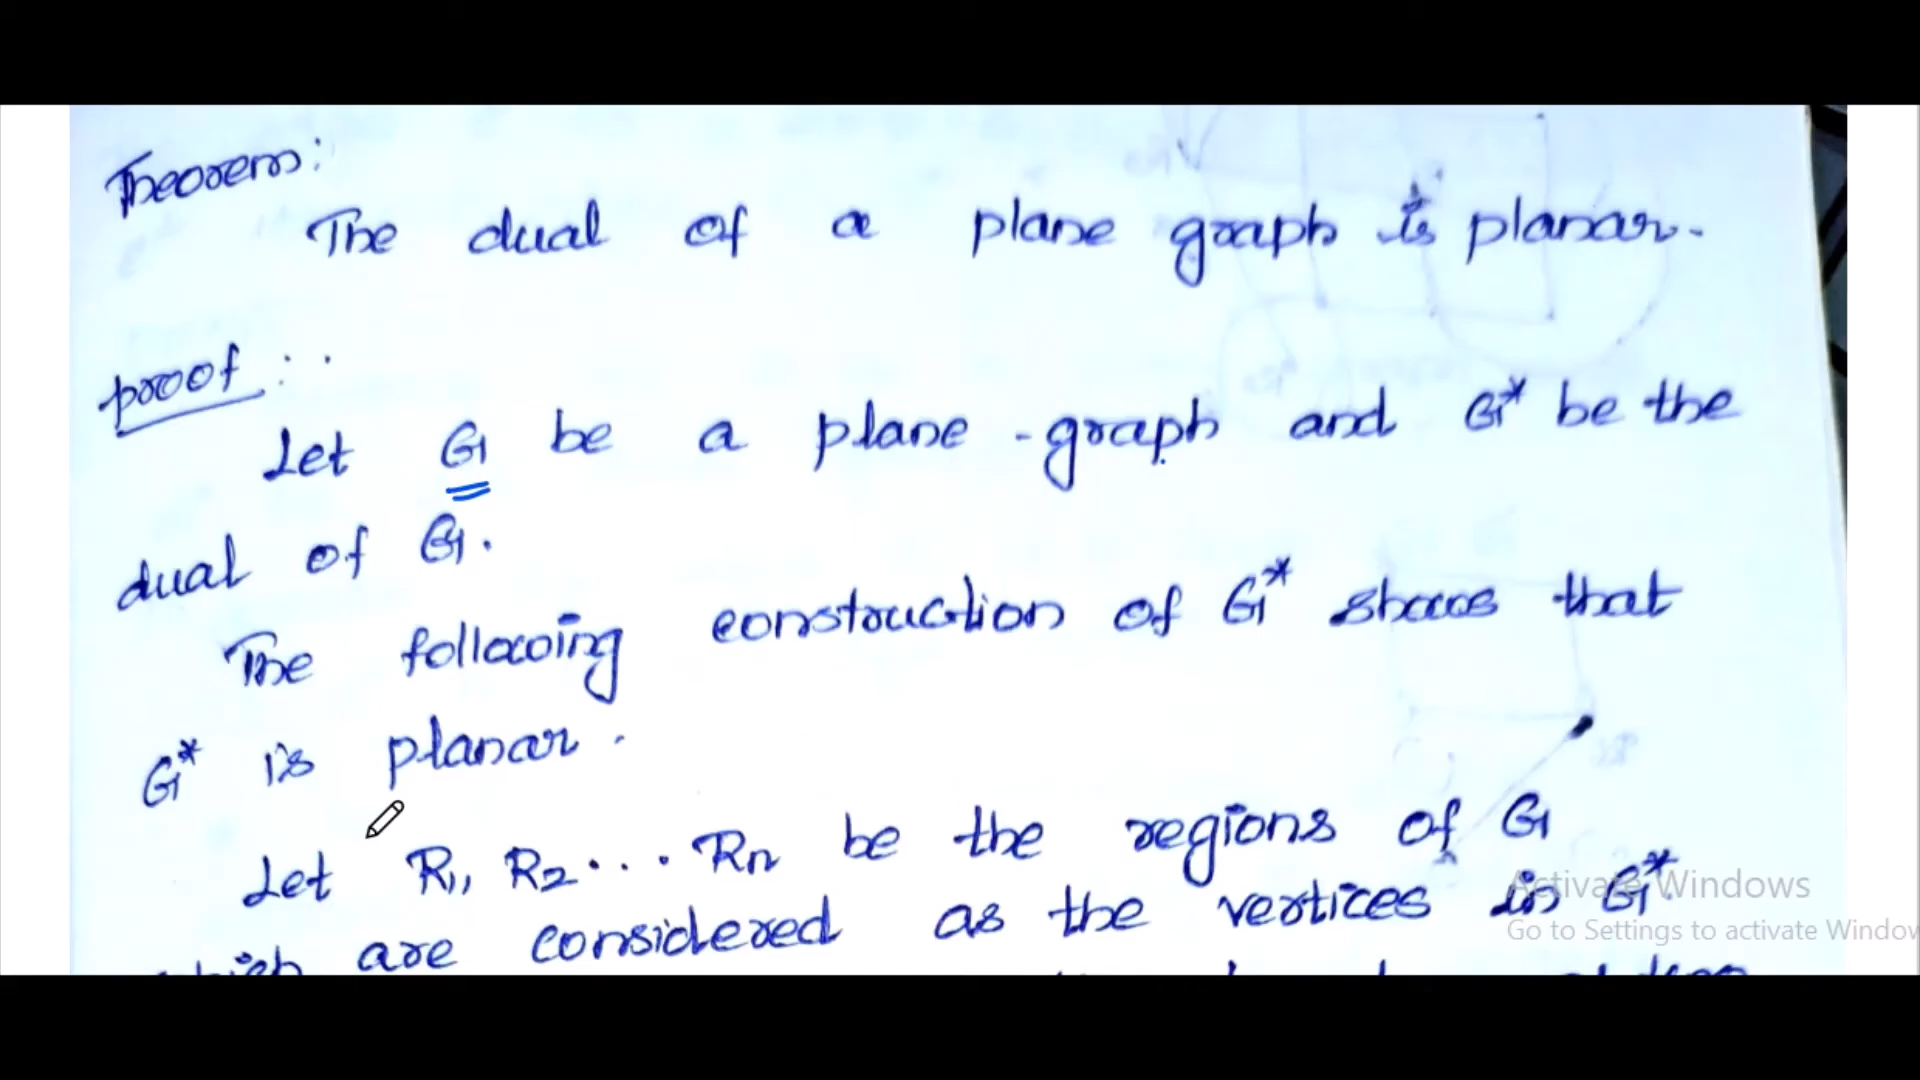 Theorem:
The dual of a plane graph is planar.
proof:
Let G be a plane graph and G* be the
dual of G.
The following construction of G* shows that
G* is planar.
Let R1, R2 .... Rn be the regions of G
which are considered as the vertices in G*.
Activate Windows
Go to Settings to activate Window